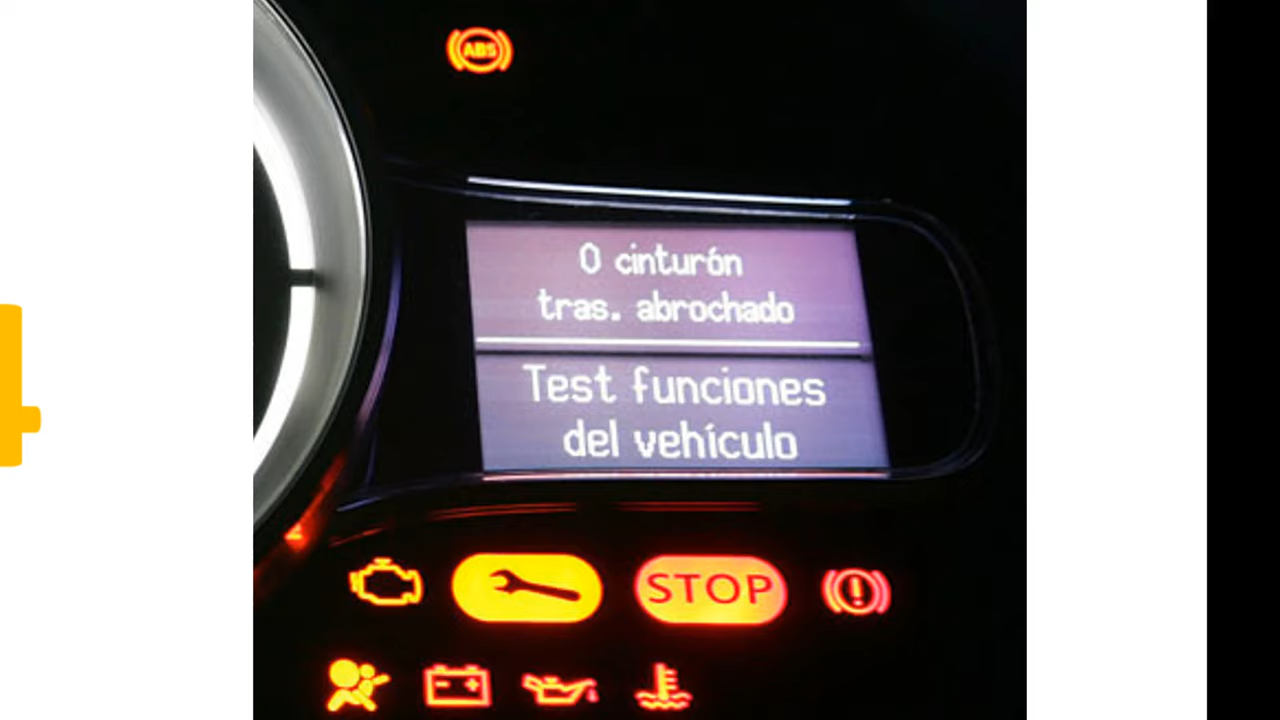 ABS
0 cinturón
tras. abrochado
Test funciones
del vehículo
STOP